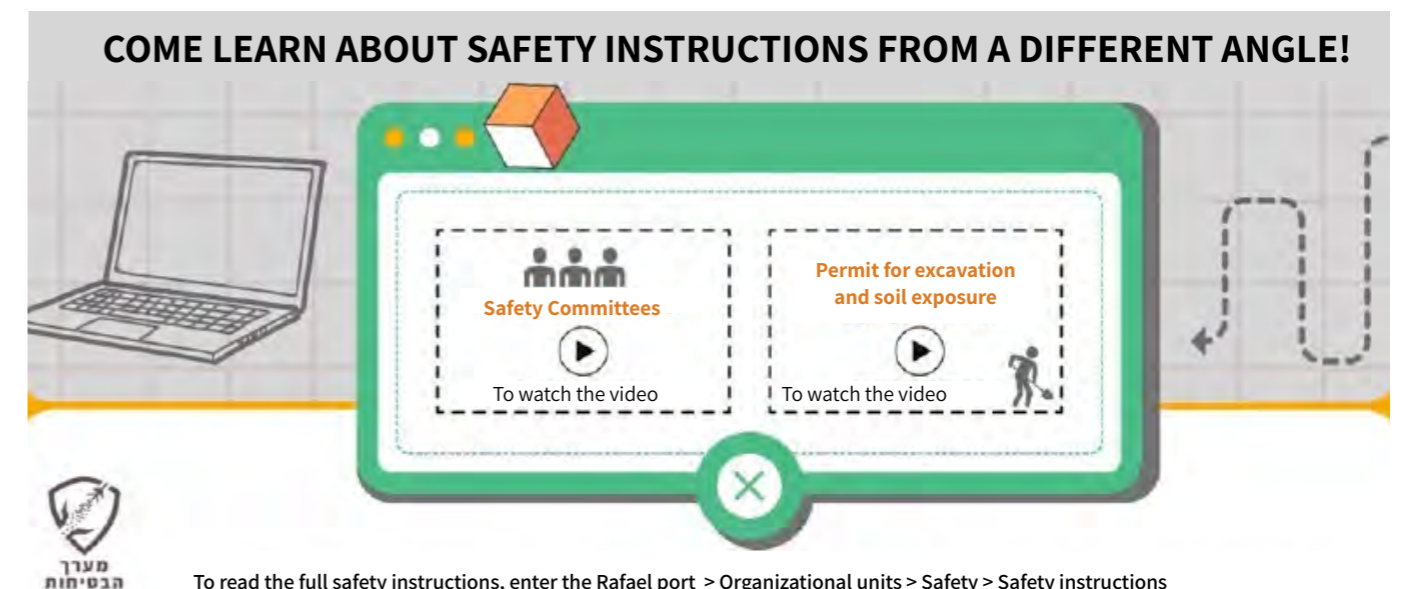 COME LEARN ABOUT SAFETY INSTRUCTIONS FROM A DIFFERENT ANGLE!
Safety Committees
To watch the video
Permit for excavation
and soil exposure
To watch the video
מערך
הבטיחות
To read the full safety instructions, enter the Rafael port > Organizational units > Safety > Safety instructions